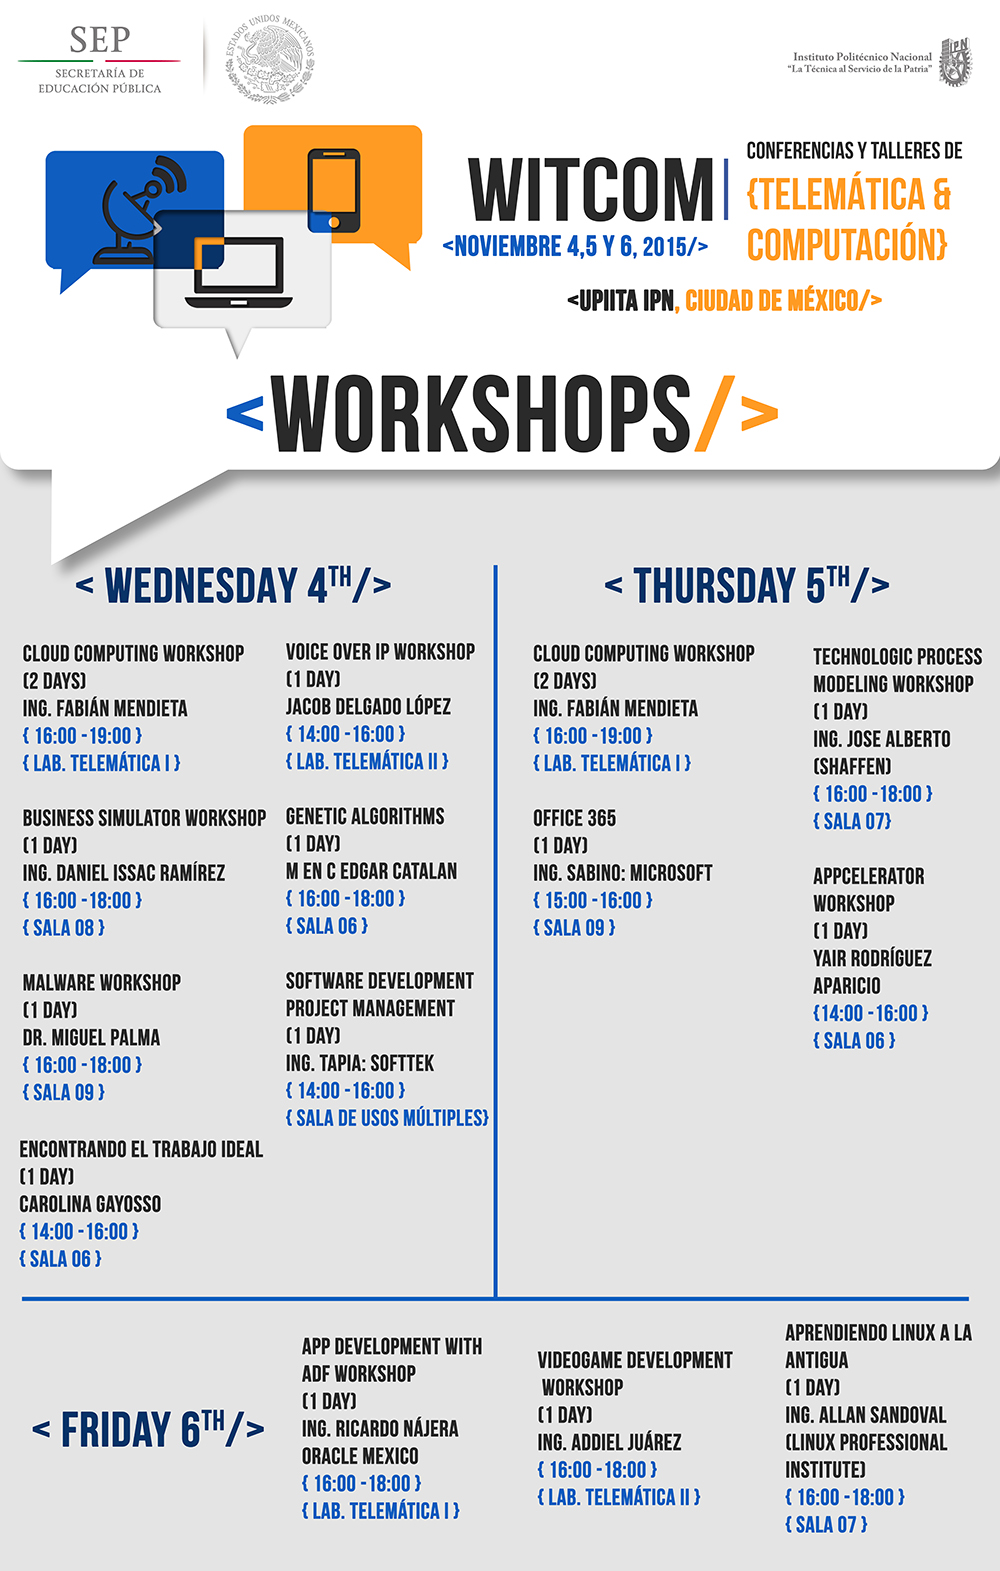 SEP
SECRETARÍA DE
EDUCACIÓN PÚBLICA
ESTADOS UNIDOS MEXICANOS
Instituto Politécnico Nacional
"La Técnica al Servicio de la Patria"
IPN
WITCOM
<NOVIEMBRE 4,5 Y 6, 2015/>
CONFERENCIAS Y TALLERES DE
{TELEMÁTICA &
COMPUTACIÓN}
<UPIITA IPN, CIUDAD DE MÉXICO/>
<WORKSHOPS/>
< WEDNESDAY 4TH/>
CLOUD COMPUTING WORKSHOP
(2 DAYS)
ING. FABIÁN MENDIETA
{ 16:00 -19:00 }
{ LAB. TELEMÁTICA I }
BUSINESS SIMULATOR WORKSHOP
(1 DAY)
ING. DANIEL ISSAC RAMÍREZ
{ 16:00 -18:00 }
{ SALA 08 }
MALWARE WORKSHOP
(1 DAY)
DR. MIGUEL PALMA
{ 16:00 -18:00 }
{ SALA 09 }
ENCONTRANDO EL TRABAJO IDEAL
(1 DAY)
CAROLINA GAYOSSO
{ 14:00 -16:00 }
{ SALA 06 }
VOICE OVER IP WORKSHOP
(1 DAY)
JACOB DELGADO LÓPEZ
{ 14:00 -16:00 }
{ LAB. TELEMÁTICA II }
GENETIC ALGORITHMS
(1 DAY)
M EN C EDGAR CATALAN
{ 16:00 -18:00 }
{ SALA 06 }
SOFTWARE DEVELOPMENT
PROJECT MANAGEMENT
(1 DAY)
ING. TAPIA: SOFTTEK
{ 14:00 -16:00 }
{ SALA DE USOS MÚLTIPLES}
< THURSDAY 5TH/>
CLOUD COMPUTING WORKSHOP
(2 DAYS)
ING. FABIÁN MENDIETA
{ 16:00 -19:00 }
{ LAB. TELEMÁTICA I }
OFFICE 365
(1 DAY)
ING. SABINO: MICROSOFT
{ 15:00 -16:00 }
{ SALA 09 }
TECHNOLOGIC PROCESS
MODELING WORKSHOP
(1 DAY)
ING. JOSE ALBERTO
(SHAFFEN)
{ 16:00 -18:00 }
{ SALA 07}
APPCELERATOR
WORKSHOP
(1 DAY)
YAIR RODRÍGUEZ
APARICIO
{14:00 -16:00 }
{ SALA 06 }
< FRIDAY 6TH/>
APP DEVELOPMENT WITH
ADF WORKSHOP
(1 DAY)
ING. RICARDO NÁJERA
ORACLE MEXICO
{ 16:00 -18:00 }
{ LAB. TELEMÁTICA I }
VIDEOGAME DEVELOPMENT
WORKSHOP
(1 DAY)
ING. ADDIEL JUÁREZ
{ 16:00 -18:00 }
{ LAB. TELEMÁTICA II }
APRENDIENDO LINUX A LA
ANTIGUA
(1 DAY)
ING. ALLAN SANDOVAL
(LINUX PROFESSIONAL
INSTITUTE)
{ 16:00 -18:00 }
{ SALA 07 }